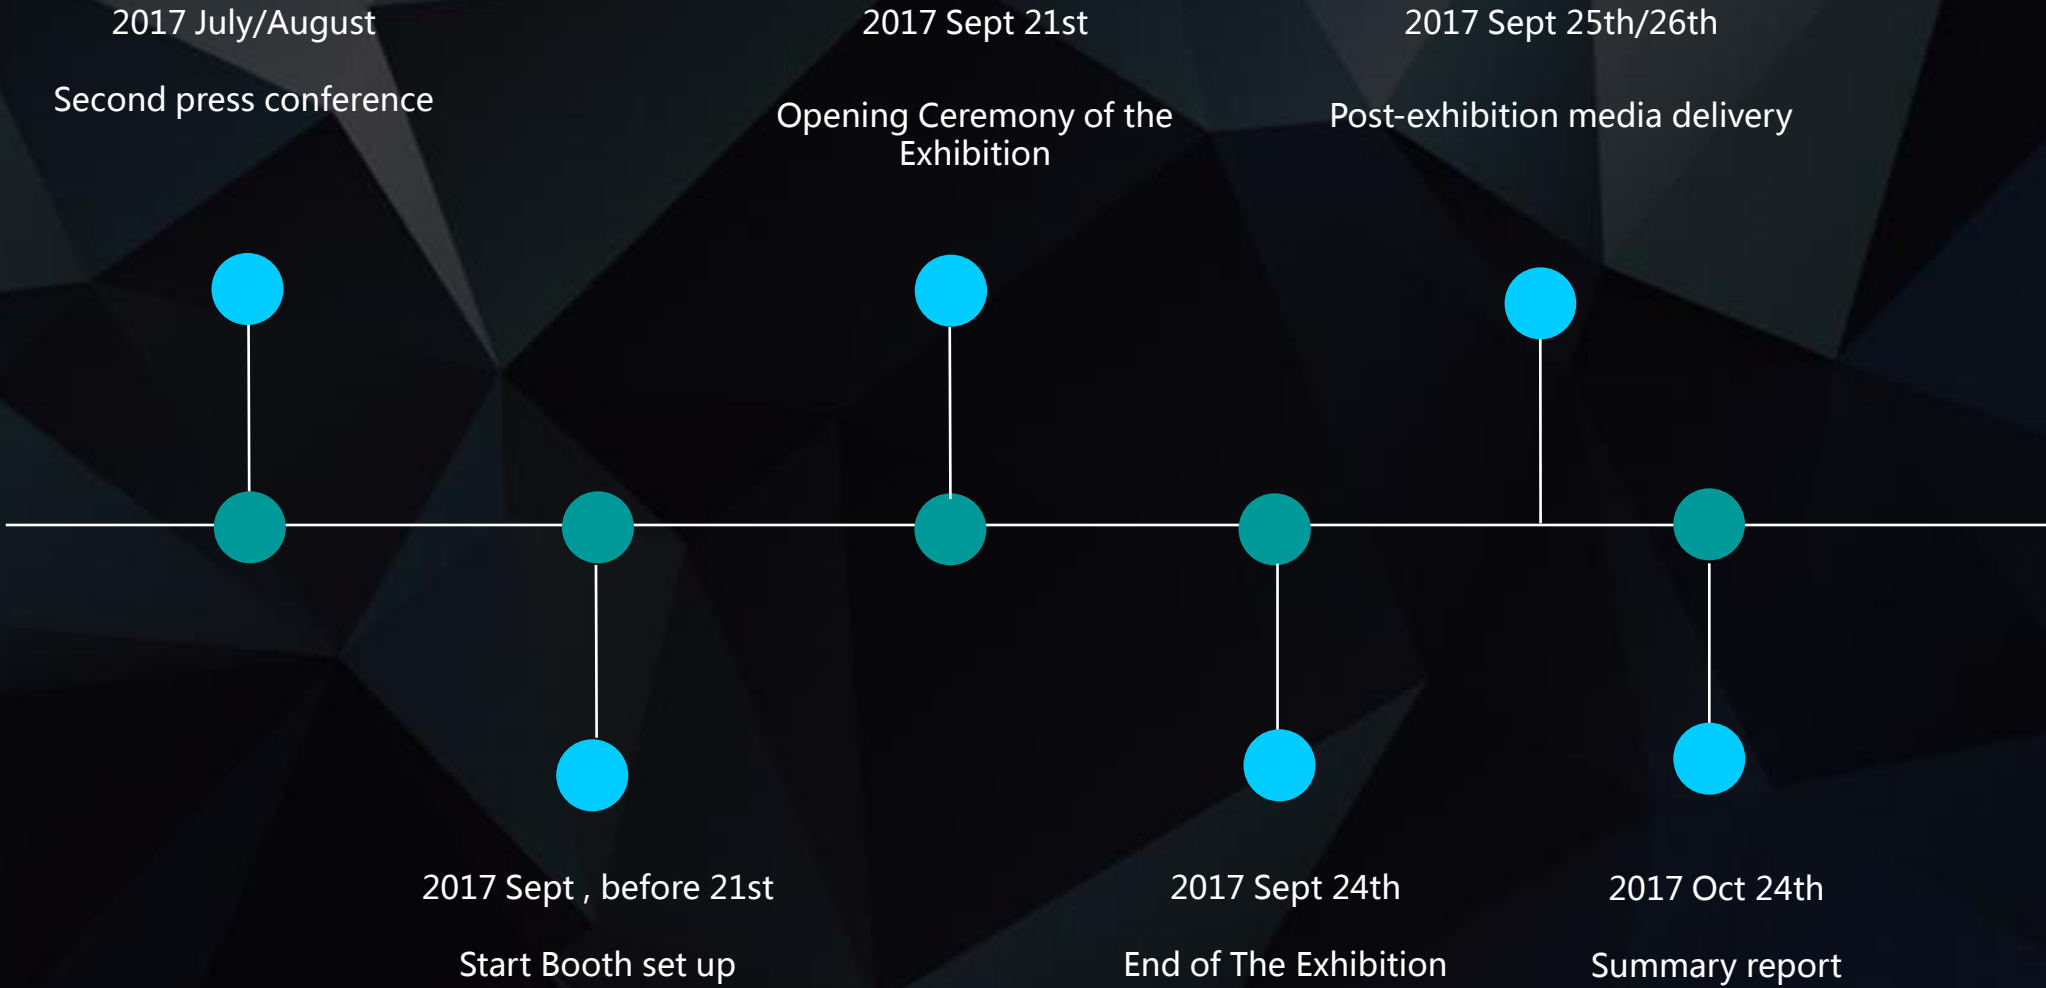 2017 July/August
Second press conference
2017 Sept 21st
Opening Ceremony of the
Exhibition
2017 Sept 25th/26th
Post-exhibition media delivery
2017 Sept , before 21st
Start Booth set up
2017 Sept 24th
End of The Exhibition
2017 Oct 24th
Summary report